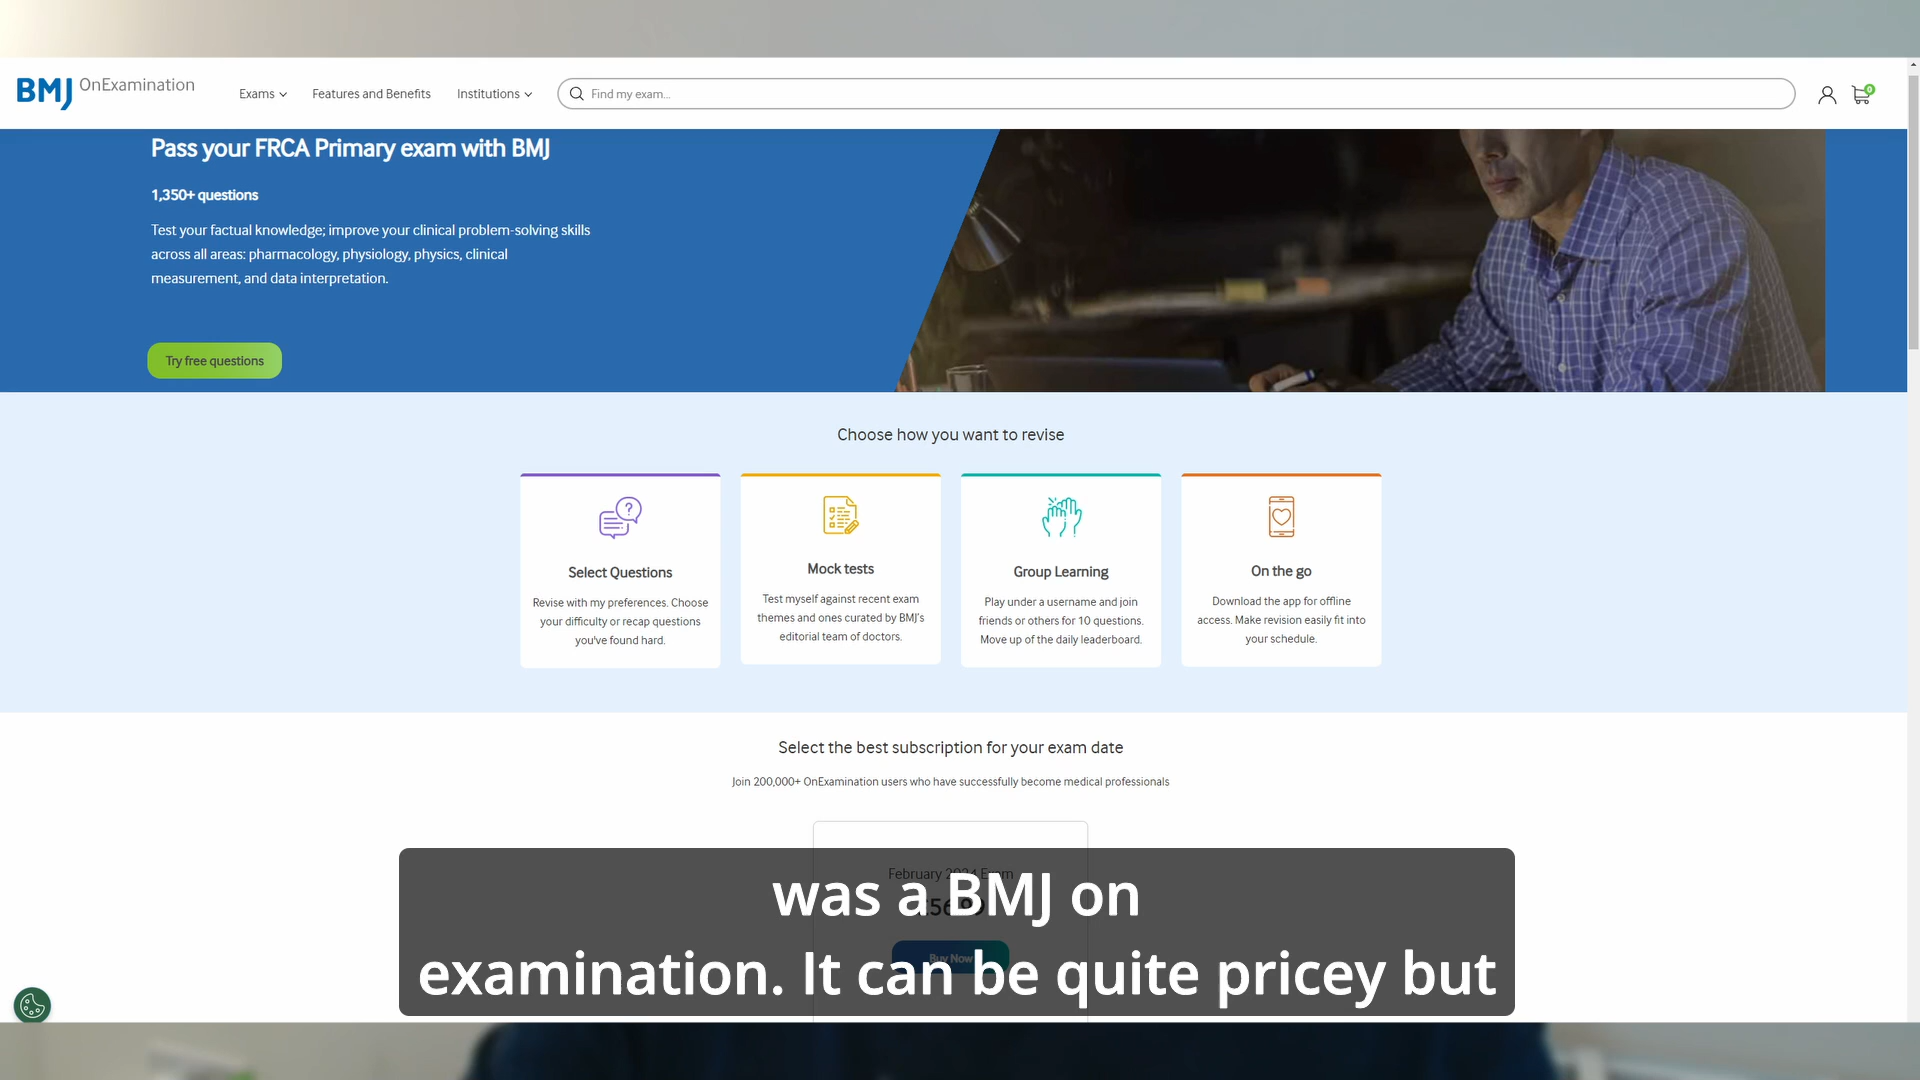 BMJ OnExamination
Exams
Features and Benefits
Institutions
Find my exam...
0
Pass your FRCA Primary exam with BMJ
1,350+ questions
Test your factual knowledge; improve your clinical problem-solving skills
across all areas: pharmacology, physiology, physics, clinical
measurement, and data interpretation.
Try free questions
Choose how you want to revise
Select Questions
Revise with my preferences. Choose
your difficulty or recap questions
you've found hard.
Mock tests
Test myself against recent exam
themes and ones curated by BMJ's
editorial team of doctors.
Group Learning
Play under a username and join
friends or others for 10 questions.
Move up of the daily leaderboard.
On the go
Download the app for offline
access. Make revision easily fit into
your schedule.
Select the best subscription for your exam date
Join 200,000+ OnExamination users who have successfully become medical professionals
February 2024 Exam
Buy Now
was a BMJ on
examination. It can be quite pricey but